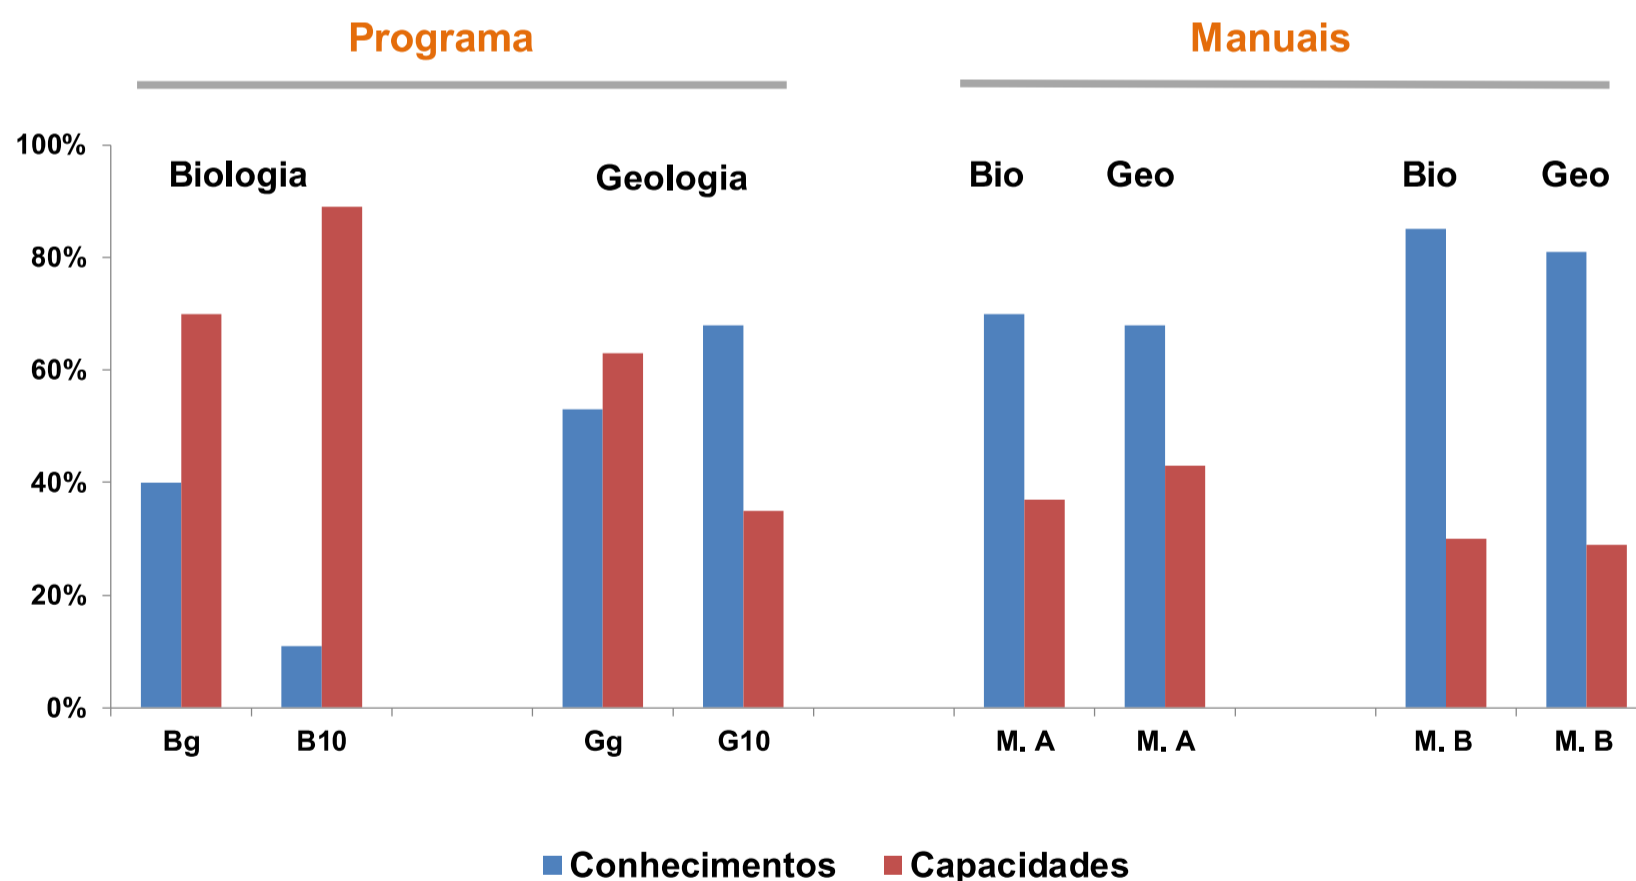 Programa Manuais
100%
Biologia Geologia Bio Geo Bio Geo
80%
60%
40%
20%
0%
Bg B10 Gg G10 M. A M. A M. B M. B
Conhecimentos Capacidades